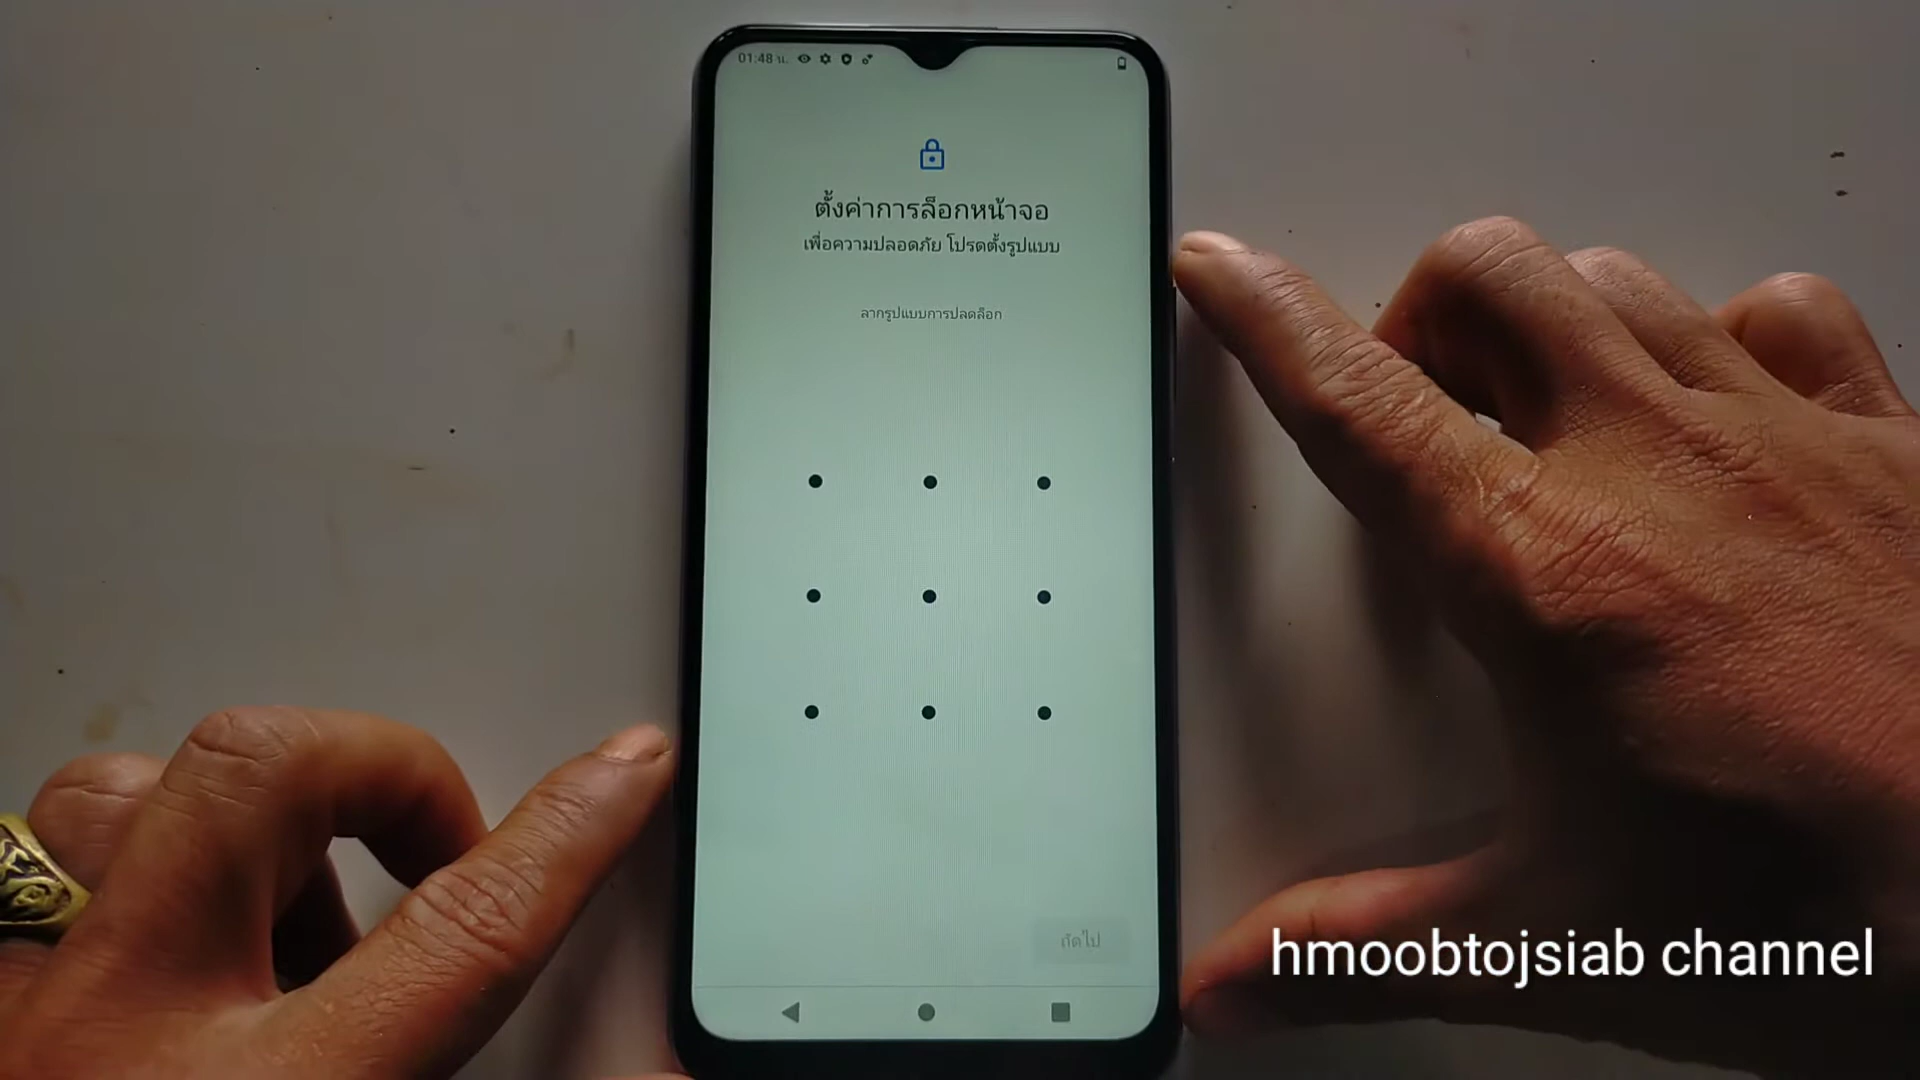 01:48 น.
ตั้งค่าการล็อกหน้าจอ
เพื่อความปลอดภัย โปรดตั้งรูปแบบ
ลากรูปแบบการปลดล็อก
ถัดไป
hmoobtojsiab channel